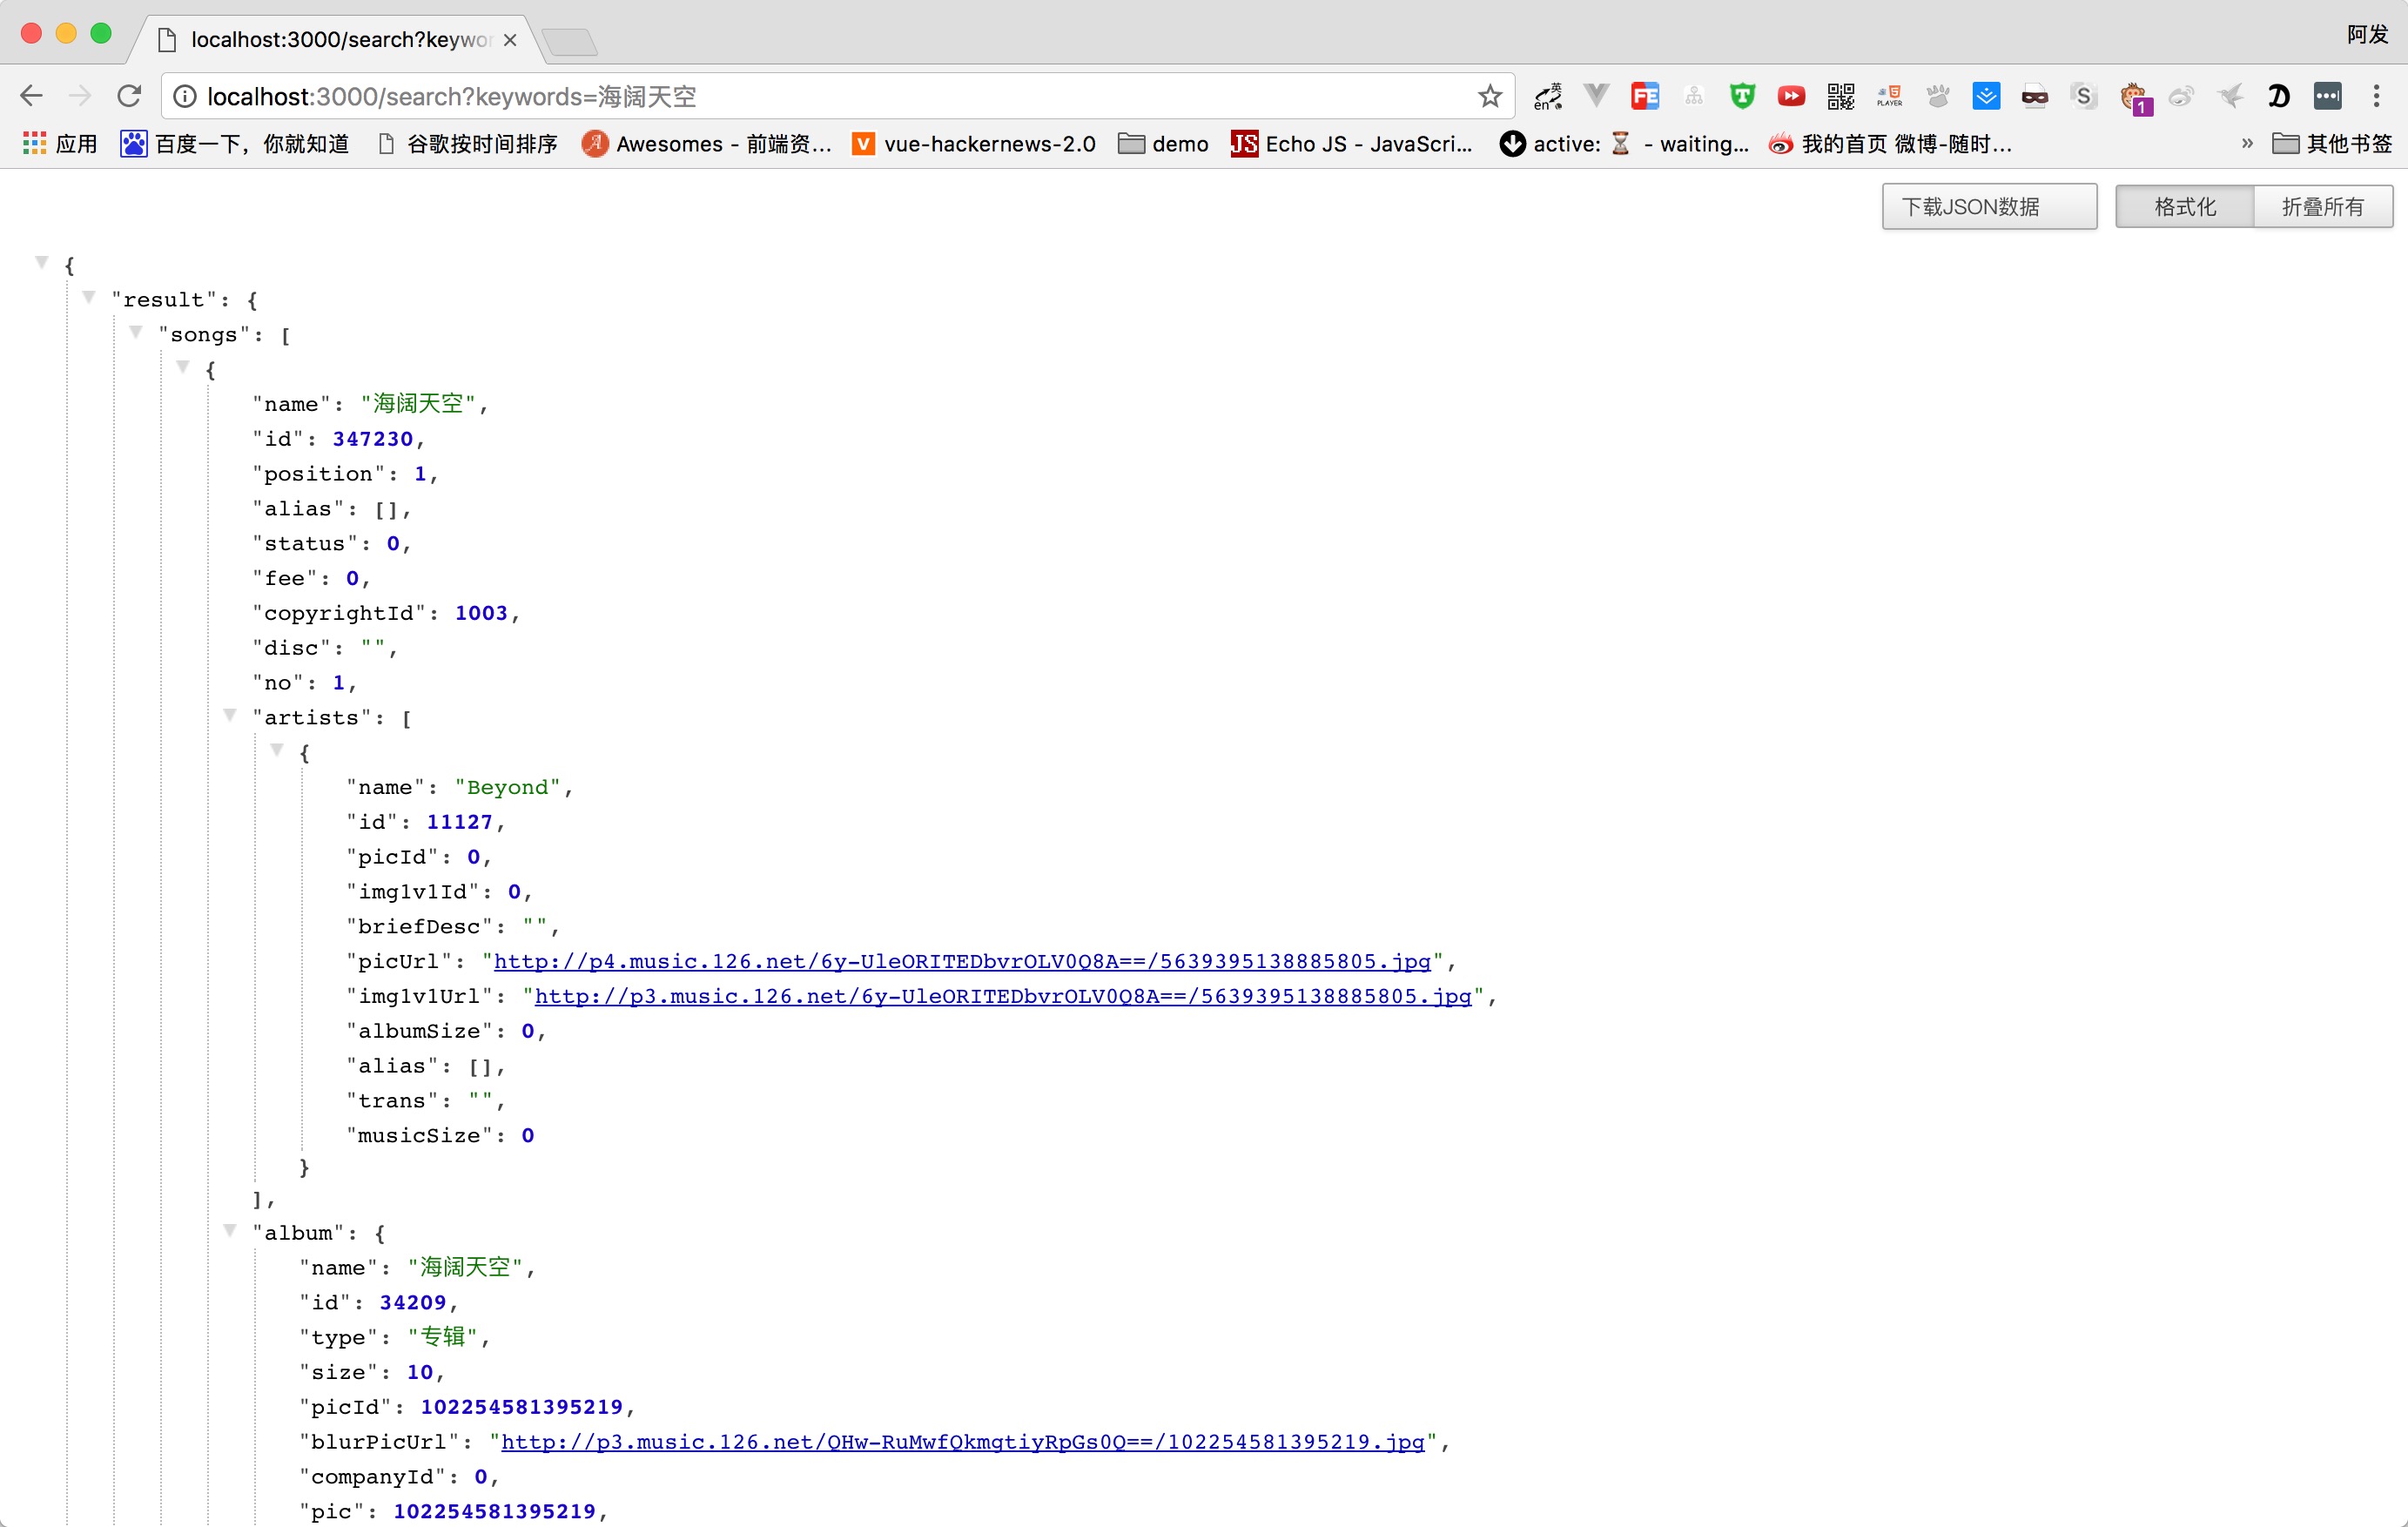 localhost:3000/search?keywor
阿发
localhost:3000/search?keywords=海阔天空
英 en FE T PLAYER S 1
应用 百度一下，你就知道 谷歌按时间排序 Awesomes - 前端资... vue-hackernews-2.0 demo JS Echo JS - JavaScri... active: ⌛ - waiting... 我的首页 微博-随时... » 其他书签
下载JSON数据 格式化 折叠所有
{
"result": {
"songs": [
{
"name": "海阔天空",
"id": 347230,
"position": 1,
"alias": [],
"status": 0,
"fee": 0,
"copyrightId": 1003,
"disc": "",
"no": 1,
"artists": [
{
"name": "Beyond",
"id": 11127,
"picId": 0,
"img1v1Id": 0,
"briefDesc": "",
"picUrl": "http://p4.music.126.net/6y-UleORITEDbvrOLV0Q8A==/5639395138885805.jpg",
"img1v1Url": "http://p3.music.126.net/6y-UleORITEDbvrOLV0Q8A==/5639395138885805.jpg",
"albumSize": 0,
"alias": [],
"trans": "",
"musicSize": 0
}
],
"album": {
"name": "海阔天空",
"id": 34209,
"type": "专辑",
"size": 10,
"picId": 102254581395219,
"blurPicUrl": "http://p3.music.126.net/QHw-RuMwfQkmgtiyRpGs0Q==/102254581395219.jpg",
"companyId": 0,
"pic": 102254581395219,